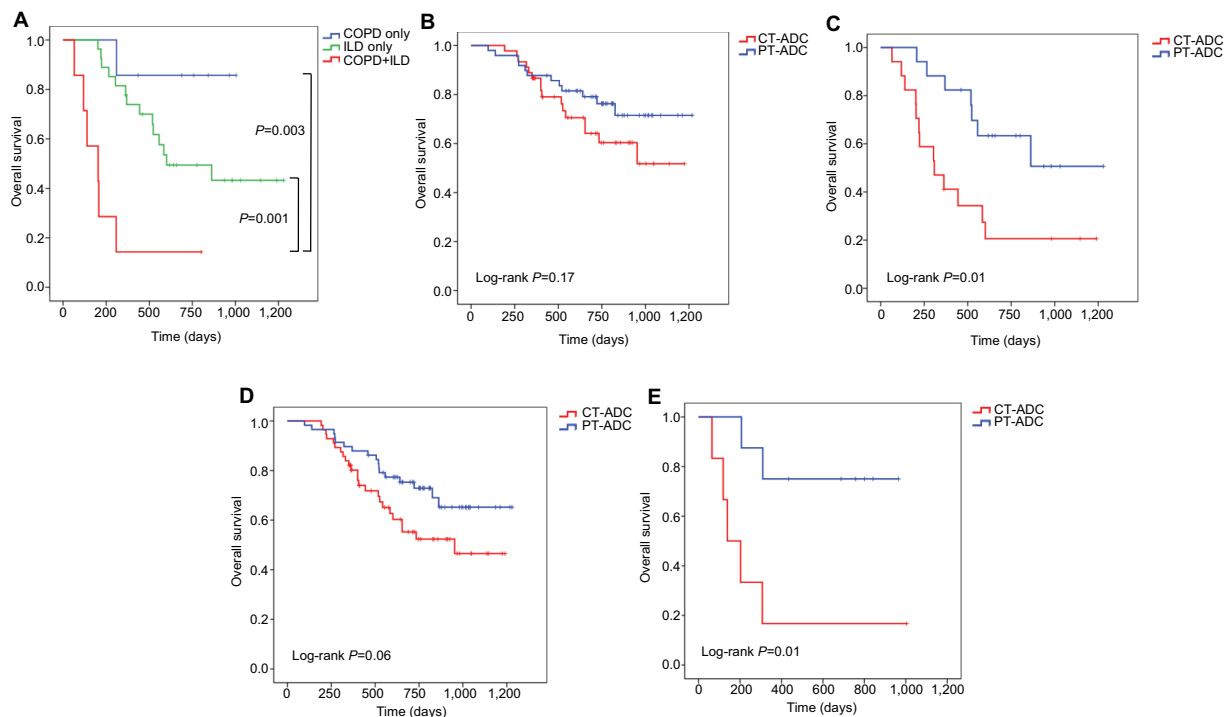 A
COPD only
ILD only
COPD+ILD
Overall survival
1.0
0.8
0.6
0.4
0.2
0.0
P=0.003
P=0.001
0 200 500 750 1,000 1,250
Time (days)
B
CT-ADC
PT-ADC
Overall survival
1.0
0.8
0.6
0.4
0.2
0.0
Log-rank P=0.17
0 250 500 750 1,000 1,200
Time (days)
C
CT-ADC
PT-ADC
Overall survival
1.0
0.8
0.6
0.4
0.2
0.0
Log-rank P=0.01
0 250 500 750 1,000 1,250
Time (days)
D
CT-ADC
PT-ADC
Overall survival
1.0
0.8
0.6
0.4
0.2
0.0
Log-rank P=0.06
0 250 500 750 1,000 1,200
Time (days)
E
CT-ADC
PT-ADC
Overall survival
1.0
0.8
0.6
0.4
0.2
0.0
Log-rank P=0.01
0 200 400 600 800 1,000 1,200
Time (days)